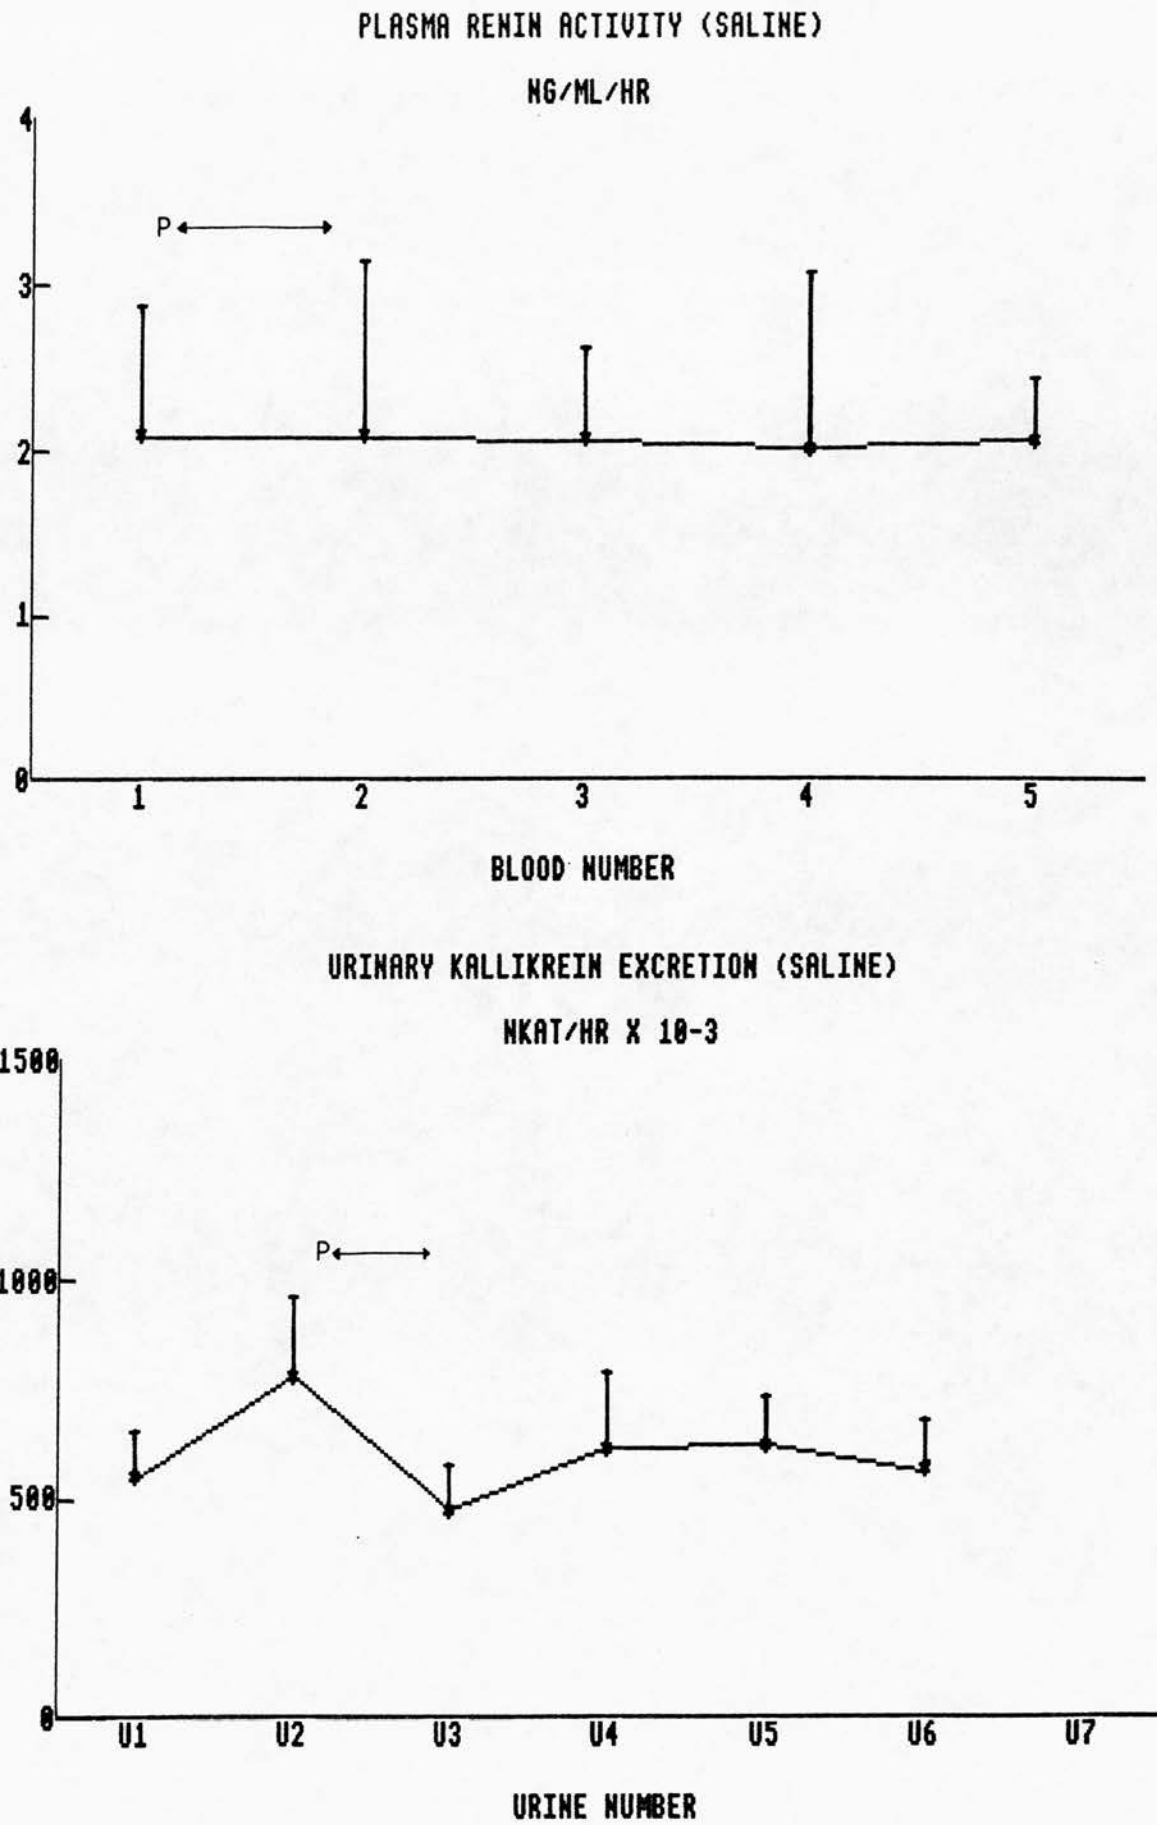 PLASMA RENIN ACTIVITY (SALINE)
NG/ML/HR
4
P
3
2
1
0
1 2 3 4 5
BLOOD NUMBER
URINARY KALLIKREIN EXCRETION (SALINE)
NKAT/HR X 10-3
1500
P
1000
500
0
U1 U2 U3 U4 U5 U6 U7
URINE NUMBER